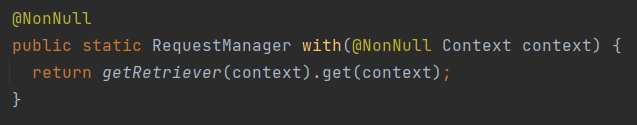 @NonNull
public static RequestManager with(@NonNull Context context) {
  return getRetriever(context).get(context);
}